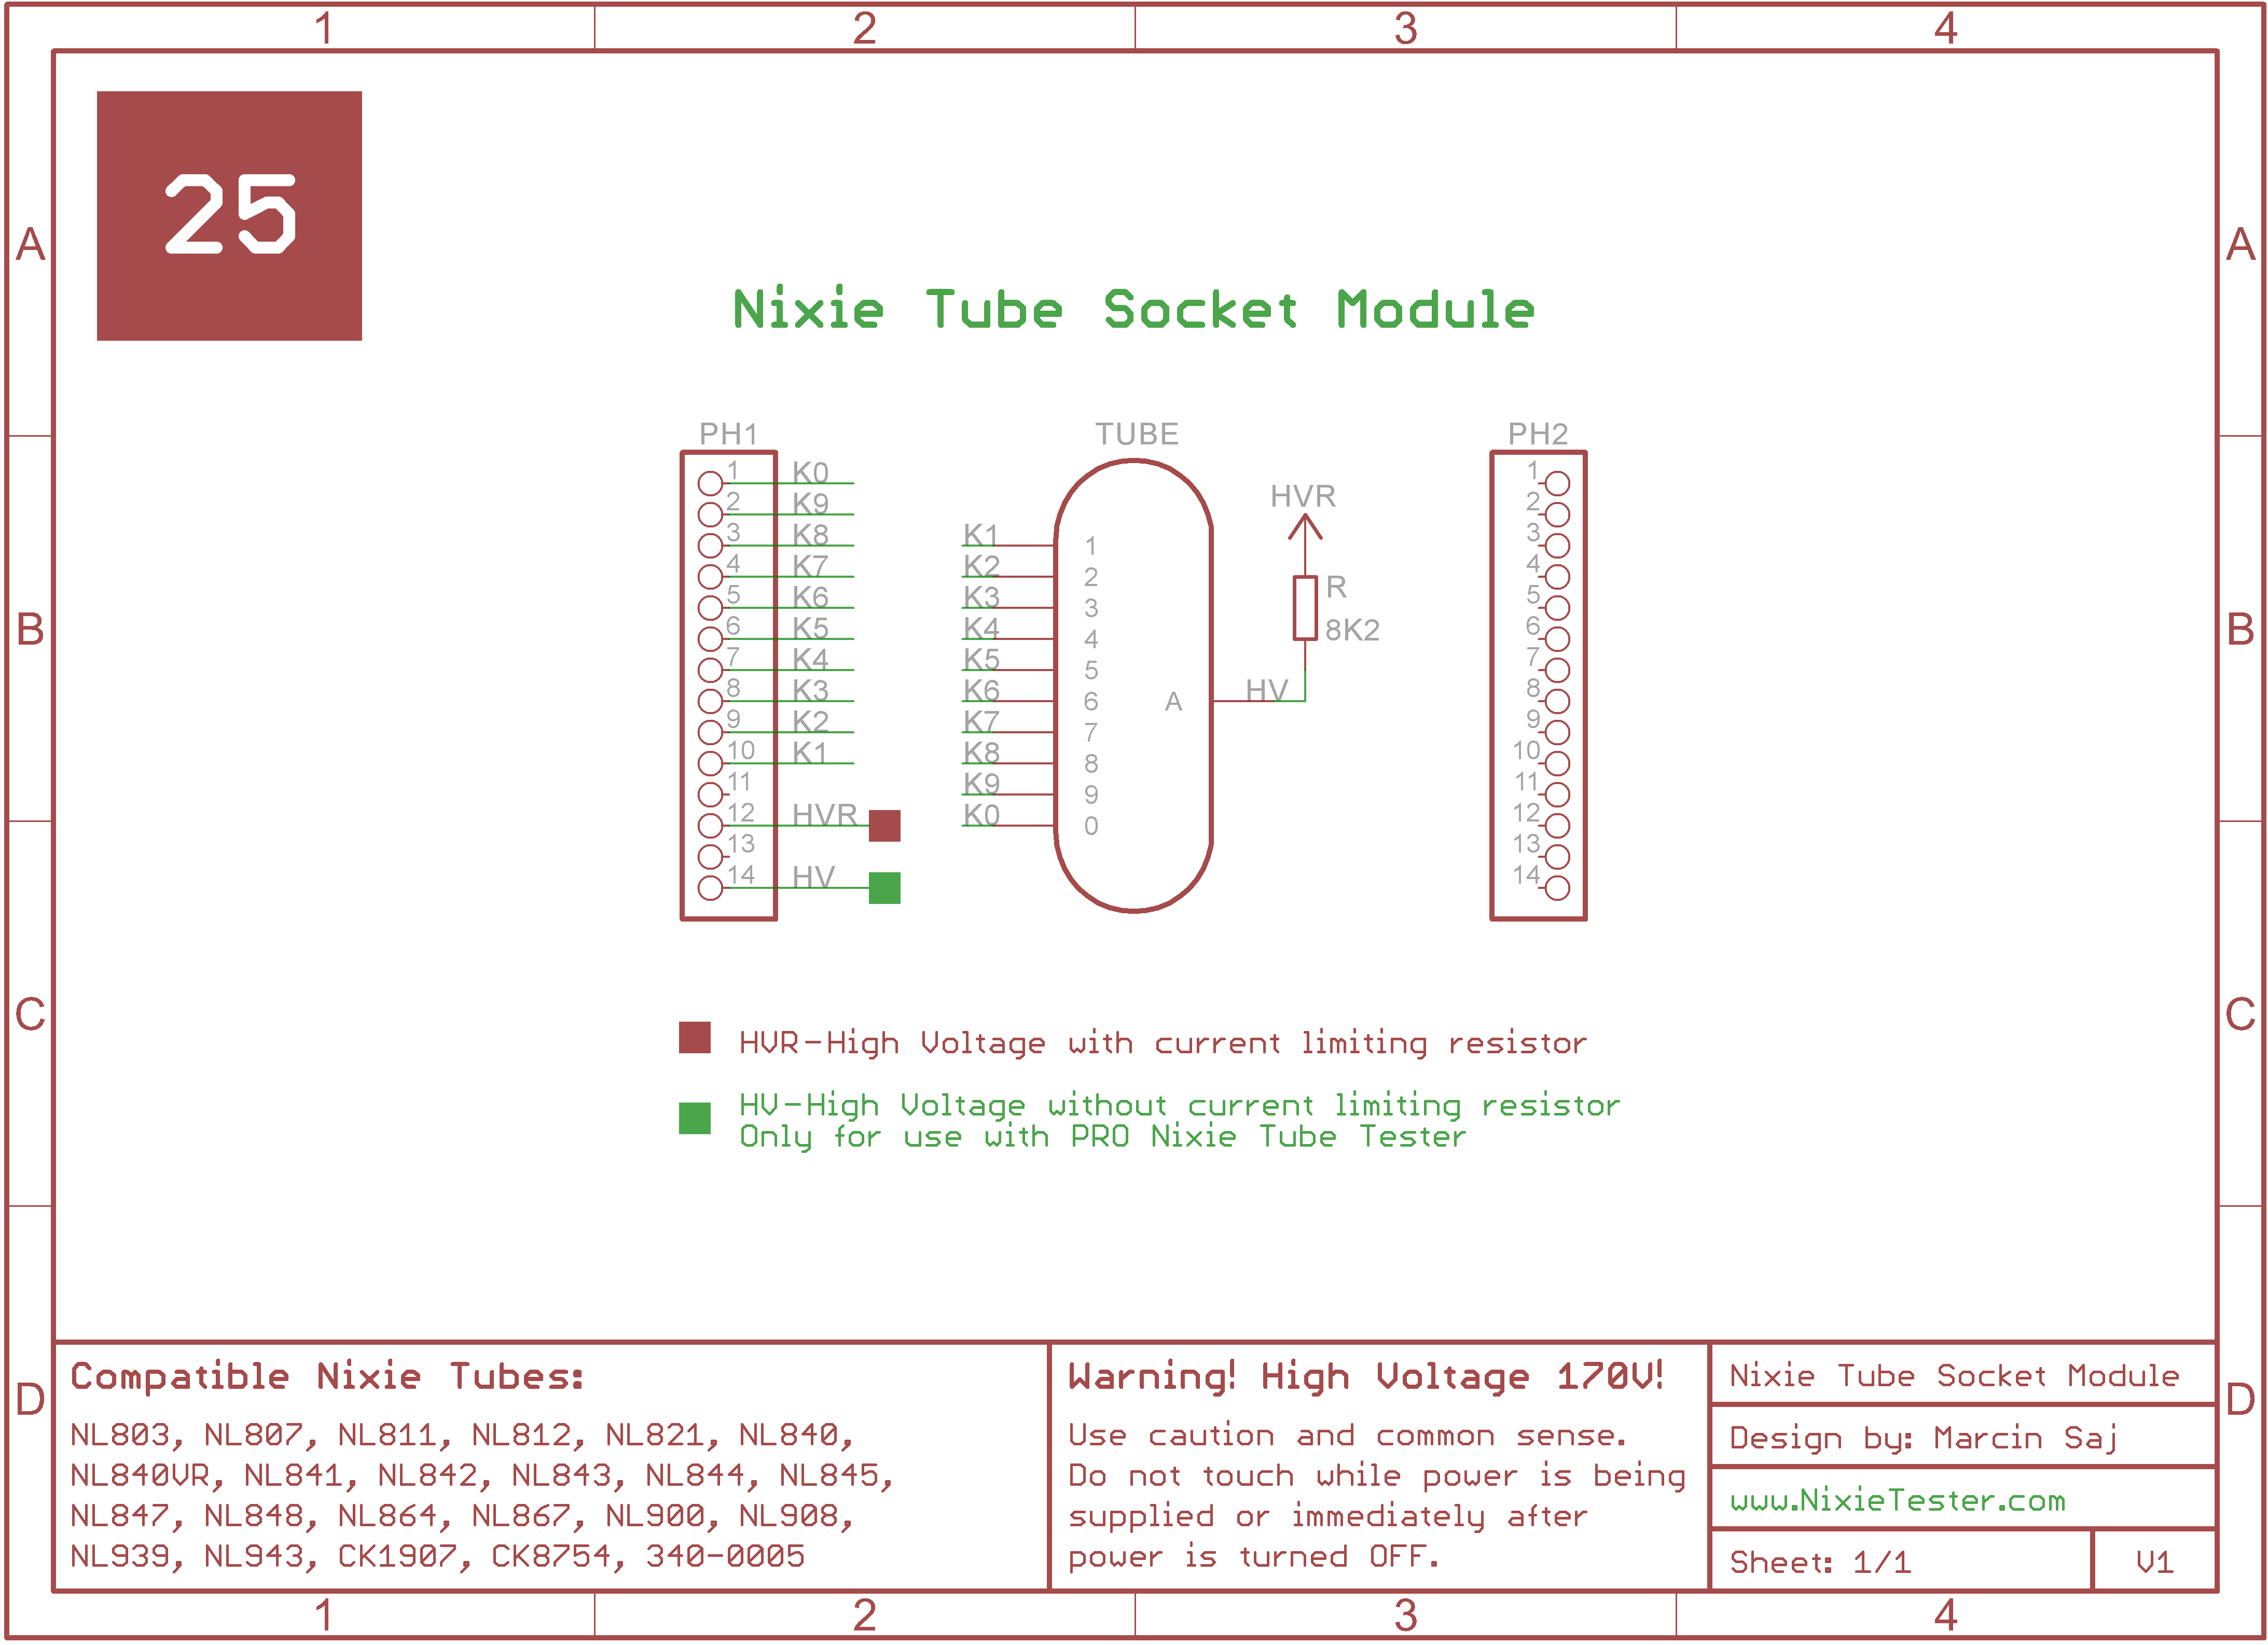 1 2 3 4
A A
25
Nixie Tube Socket Module
PH1 TUBE PH2
1 K0
2 K9
3 K8
4 K7
5 K6
6 K5
7 K4
8 K3
9 K2
10 K1
11
12 HVR
13
14 HV
K1 1
K2 2
K3 3
K4 4
K5 5
K6 6
K7 7
K8 8
K9 9
K0 0
A
HV
HVR
R
8K2
1
2
3
4
5
6
7
8
9
10
11
12
13
14
B B
C C
HVR-High Voltage with current limiting resistor
HV-High Voltage without current limiting resistor
Only for use with PRO Nixie Tube Tester
D D
Compatible Nixie Tubes:
NL803, NL807, NL811, NL812, NL821, NL840,
NL840VR, NL841, NL842, NL843, NL844, NL845,
NL847, NL848, NL864, NL867, NL900, NL908,
NL939, NL943, CK1907, CK8754, 340-0005
Warning! High Voltage 170V!
Use caution and common sense.
Do not touch while power is being
supplied or immediately after
power is turned OFF.
Nixie Tube Socket Module
Design by: Marcin Saj
www.NixieTester.com
Sheet: 1/1 V1
1 2 3 4